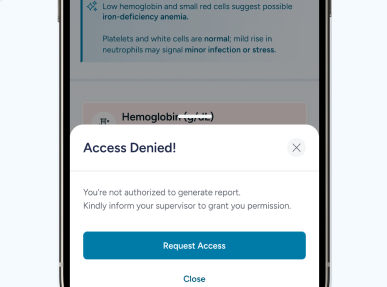 Low hemoglobin and small red cells suggest possible
iron-deficiency anemia.
Platelets and white cells are normal; mild rise in
neutrophils may signal minor infection or stress.
Hemoglobin (g/dL)
Access Denied!
You're not authorized to generate report.
Kindly inform your supervisor to grant you permission.
Request Access
Close